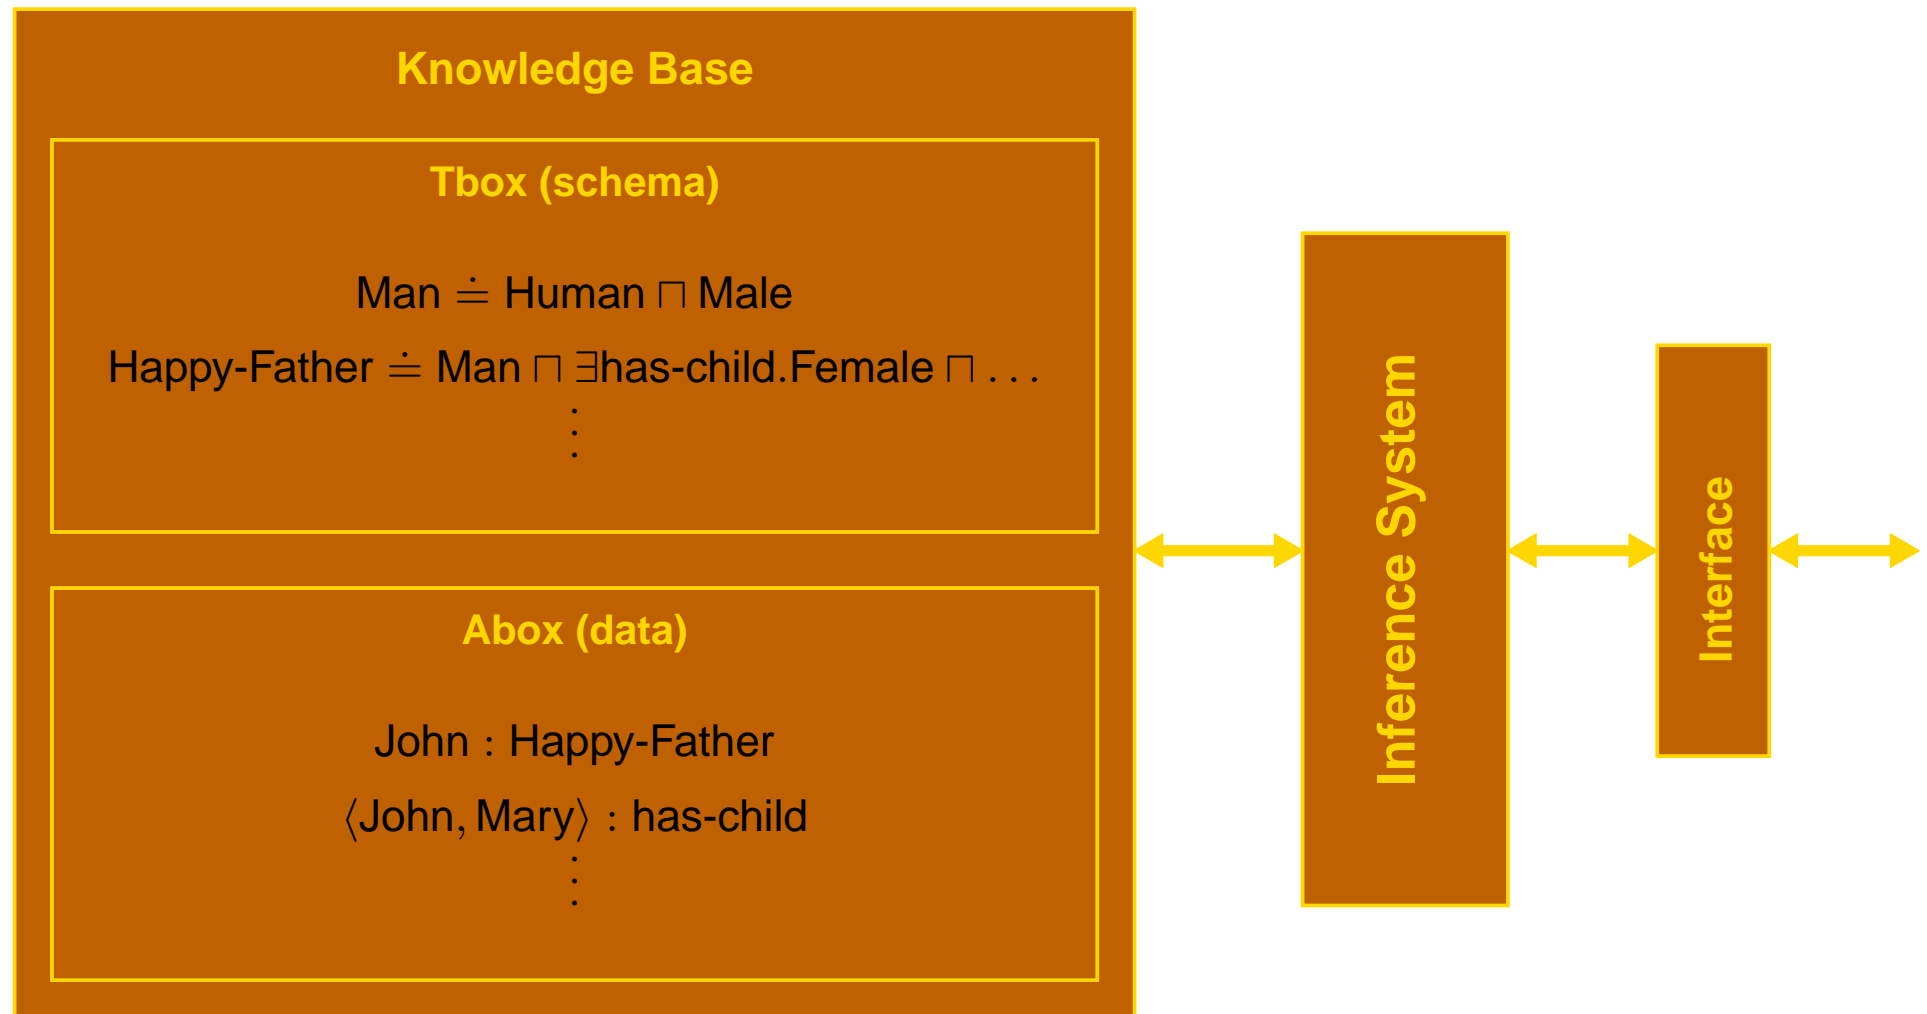 Knowledge Base
Tbox (schema)
Man ≐ Human ⊓ Male
Happy-Father ≐ Man ⊓ ∃has-child.Female ⊓ . . .
⋮
Abox (data)
John : Happy-Father
⟨John, Mary⟩ : has-child
⋮
Inference System
Interface